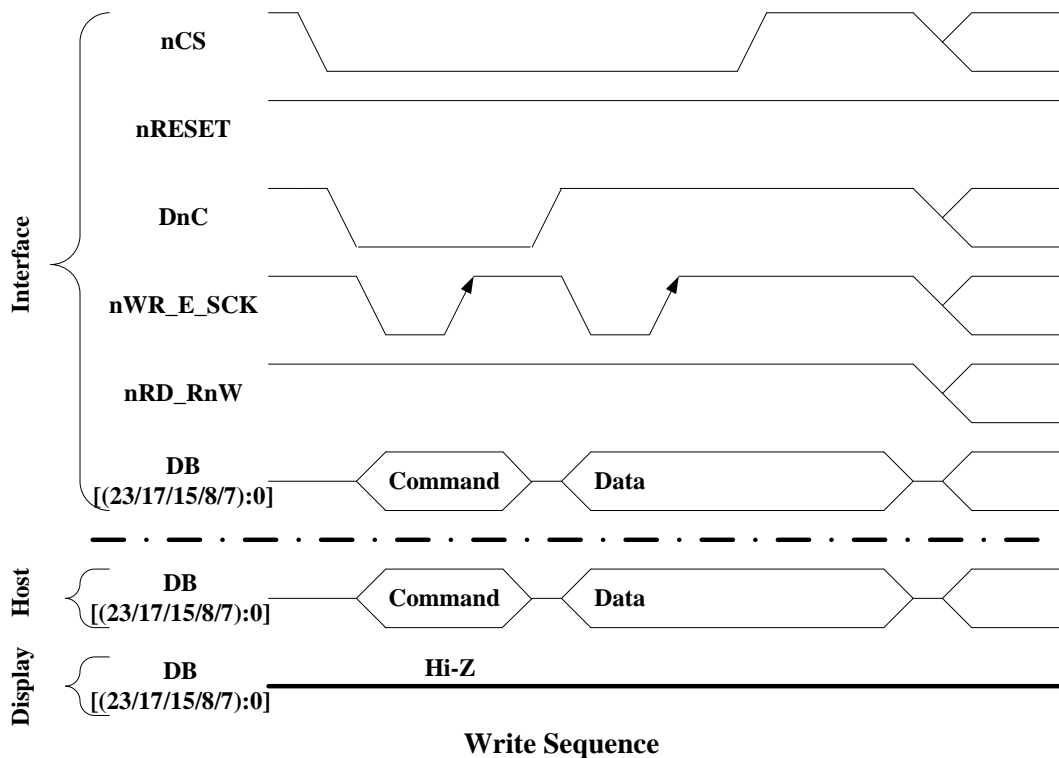 Interface
nCS
nRESET
DnC
nWR_E_SCK
nRD_RnW
DB
[(23/17/15/8/7):0]
Command
Data
Host
DB
[(23/17/15/8/7):0]
Command
Data
Display
DB
[(23/17/15/8/7):0]
Hi-Z
Write Sequence